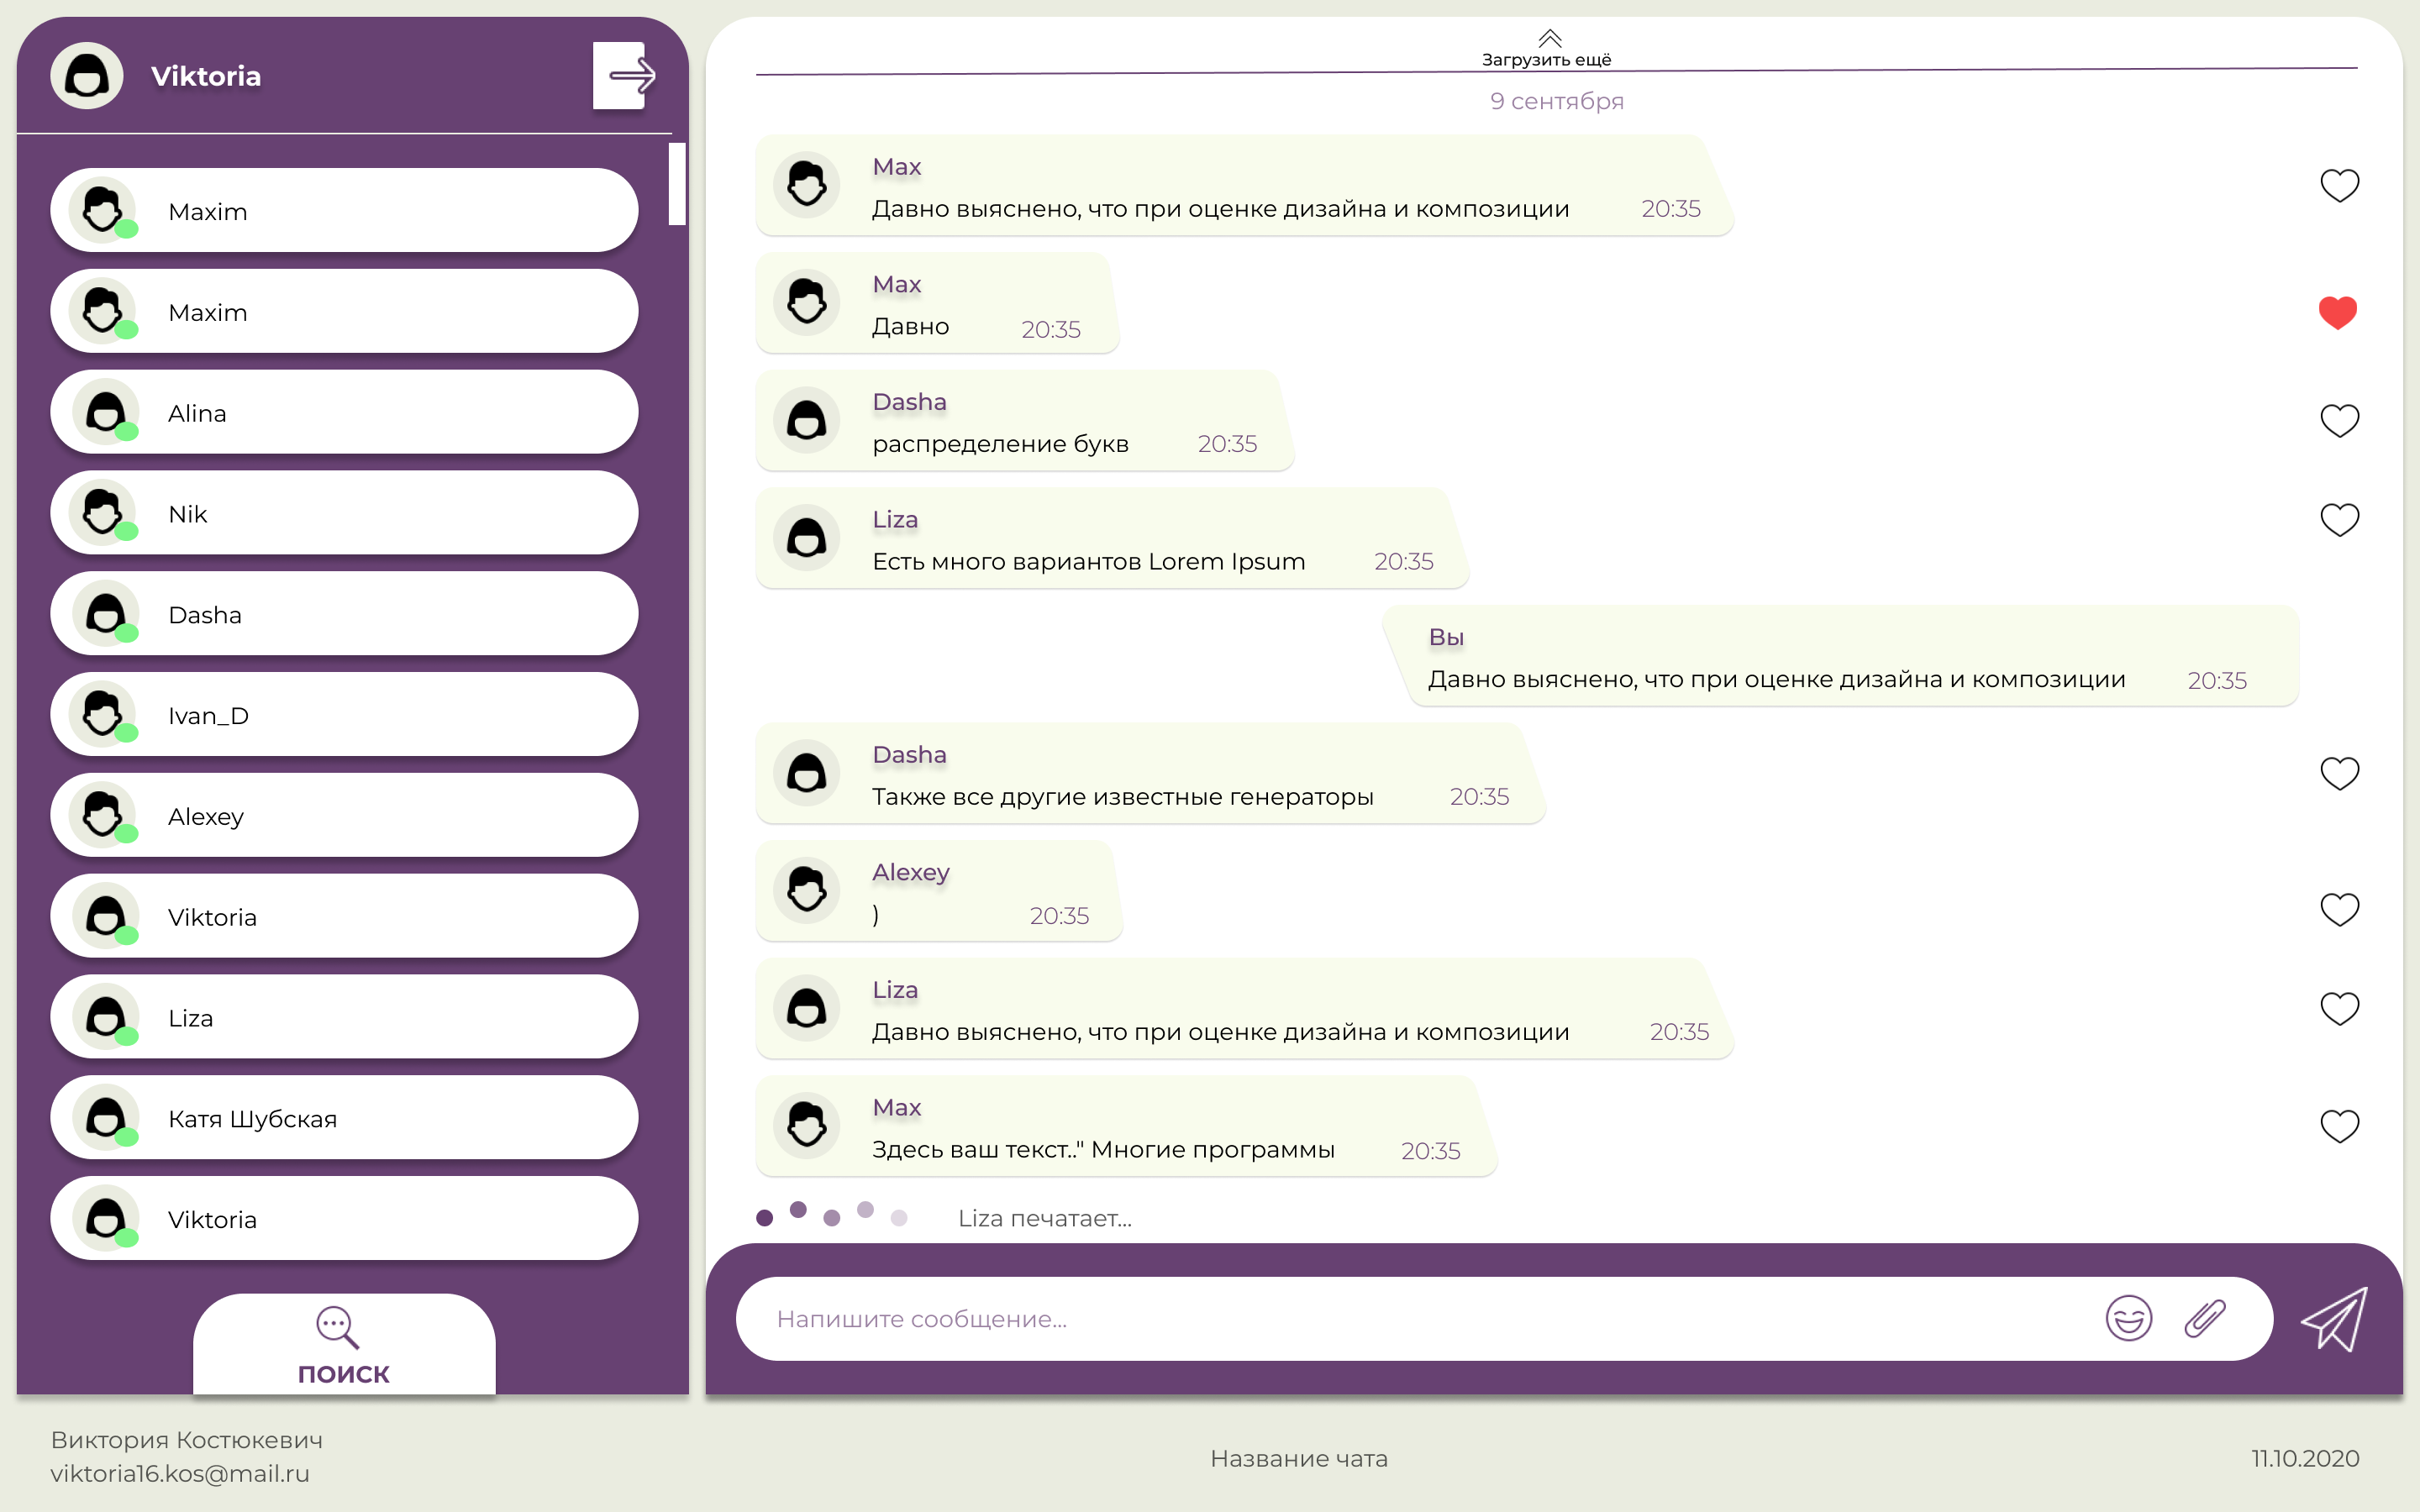 Viktoria
Maxim
Maxim
Alina
Nik
Dasha
Ivan_D
Alexey
Viktoria
Liza
Катя Шубская
Viktoria
ПОИСК
Загрузить ещё
9 сентября
Max
Давно выяснено, что при оценке дизайна и композиции 20:35
Max
Давно 20:35
Dasha
распределение букв 20:35
Liza
Есть много вариантов Lorem Ipsum 20:35
Вы
Давно выяснено, что при оценке дизайна и композиции 20:35
Dasha
Также все другие известные генераторы 20:35
Alexey
) 20:35
Liza
Давно выяснено, что при оценке дизайна и композиции 20:35
Max
Здесь ваш текст.." Многие программы 20:35
Liza печатает...
Напишите сообщение...
Виктория Костюкевич
viktoria16.kos@mail.ru
Название чата
11.10.2020